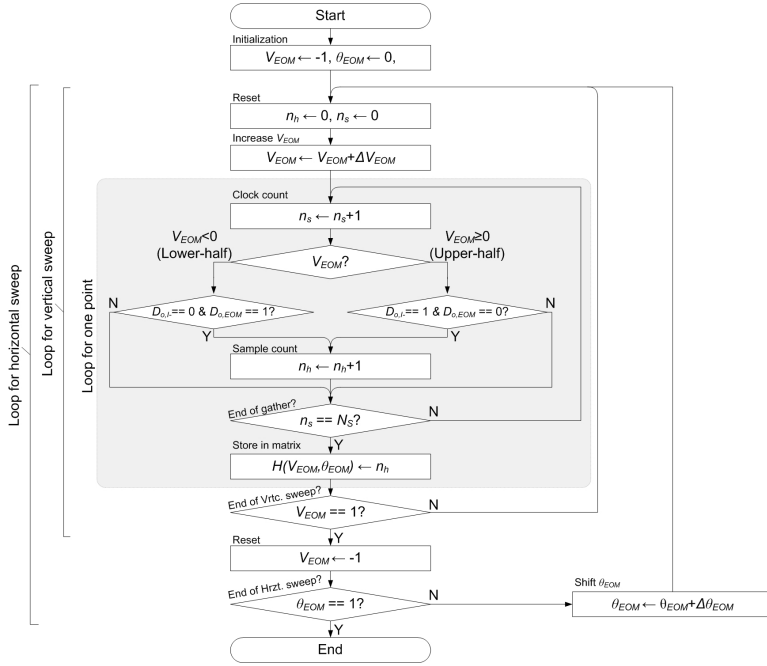 Start
Initialization
V_EOM ← -1, θ_EOM ← 0,
Reset
n_h ← 0, n_s ← 0
Increase V_EOM
V_EOM ← V_EOM+ΔV_EOM
Clock count
n_s ← n_s+1
V_EOM<0
(Lower-half)
V_EOM≥0
(Upper-half)
V_EOM?
N
D_o,I-== 0 & D_o,EOM == 1?
D_o,I-== 1 & D_o,EOM == 0?
N
Y
Y
Sample count
n_h ← n_h+1
End of gather?
n_s == N_S?
N
Y
Store in matrix
H(V_EOM,θ_EOM) ← n_h
End of Vrtc. sweep?
V_EOM == 1?
N
Y
Reset
V_EOM ← -1
End of Hrzt. sweep?
θ_EOM == 1?
N
Y
Shift θ_EOM
θ_EOM ← θ_EOM+Δθ_EOM
End
Loop for horizontal sweep
Loop for vertical sweep
Loop for one point